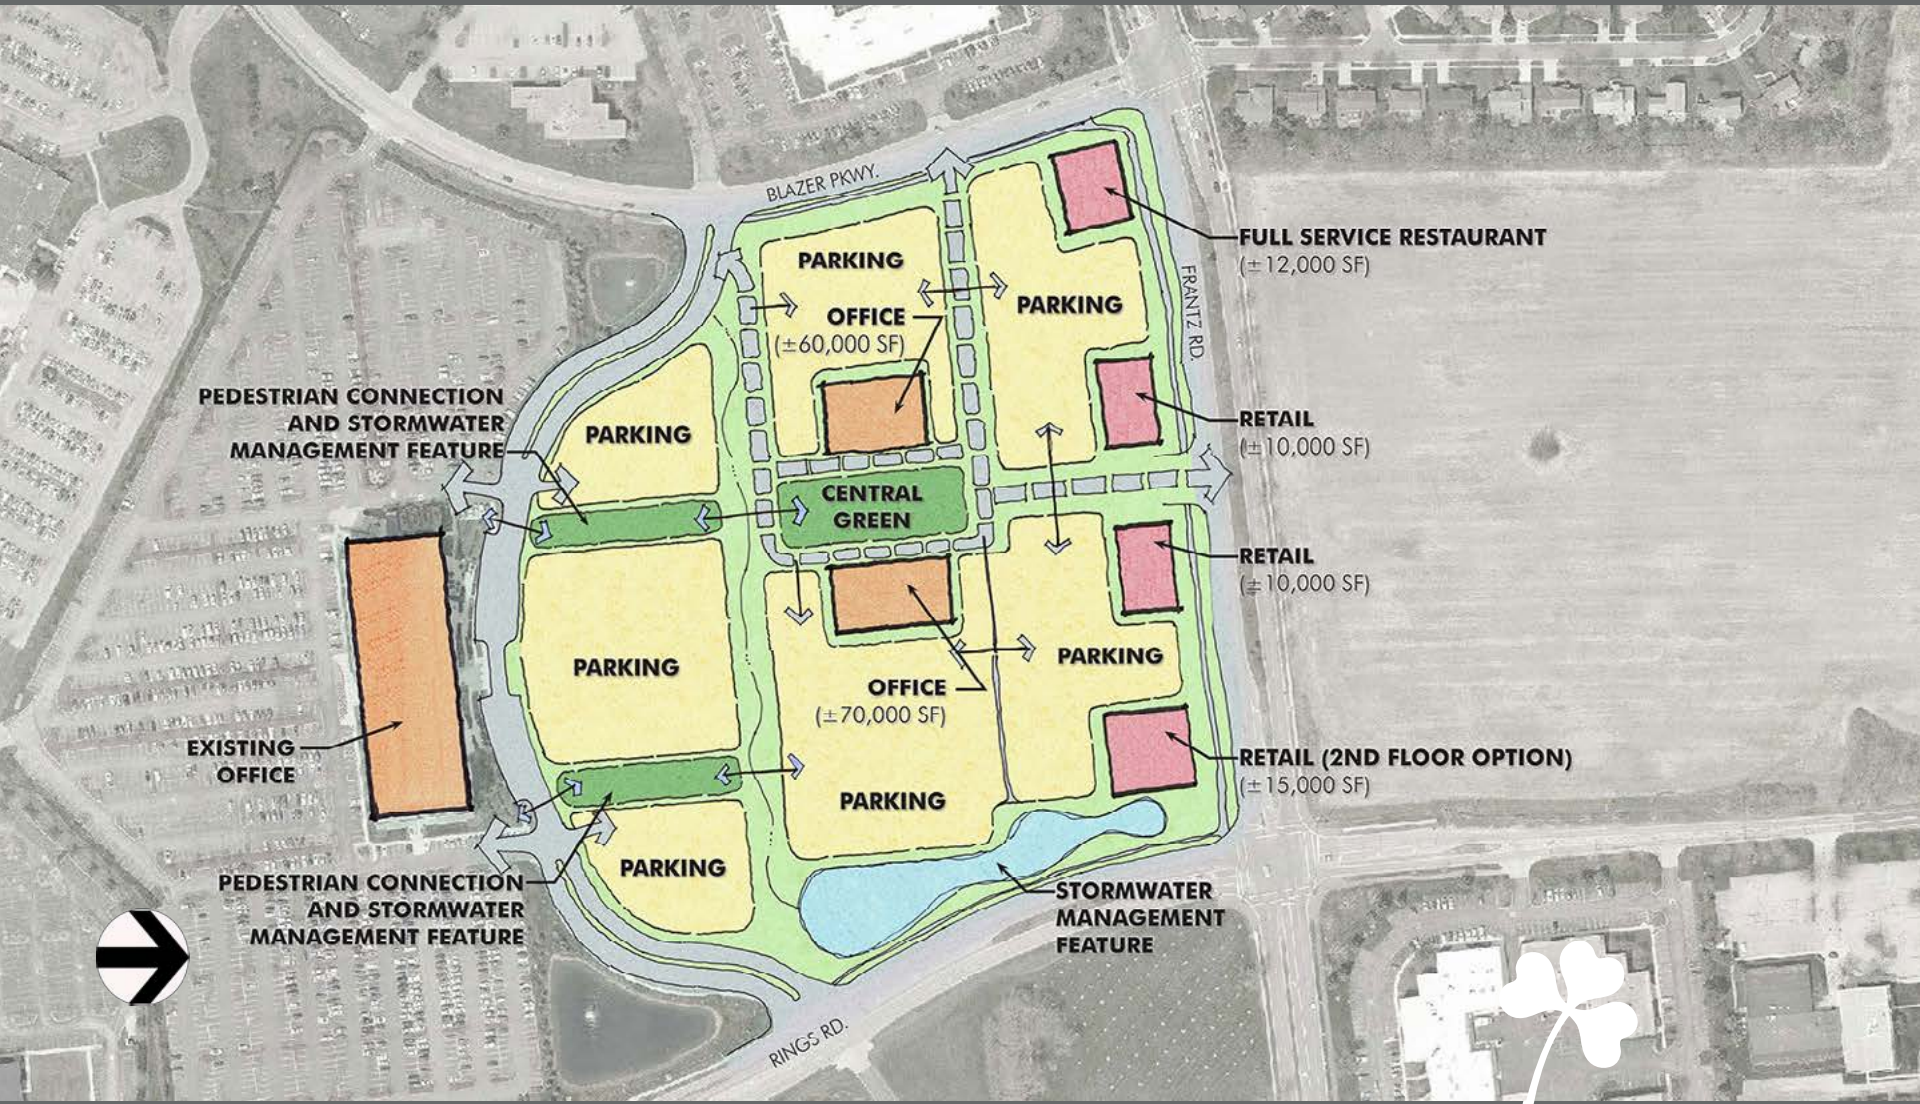 BLAZER PKWY.
FULL SERVICE RESTAURANT
(±12,000 SF)
PARKING
FRANTZ RD.
PARKING
OFFICE
(±60,000 SF)
PEDESTRIAN CONNECTION
AND STORMWATER
MANAGEMENT FEATURE
PARKING
RETAIL
(±10,000 SF)
CENTRAL
GREEN
RETAIL
(±10,000 SF)
PARKING
PARKING
OFFICE
(±70,000 SF)
EXISTING
OFFICE
RETAIL (2ND FLOOR OPTION)
(±15,000 SF)
PARKING
PARKING
PEDESTRIAN CONNECTION
AND STORMWATER
MANAGEMENT FEATURE
STORMWATER
MANAGEMENT
FEATURE
RINGS RD.